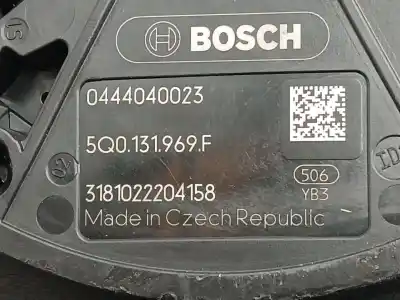 BOSCH
0444040023
5Q0.131.969.F
3181022204158
506
YB3
Made in Czech Republic